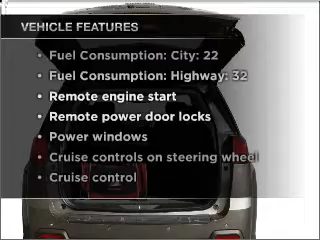 VEHICLE FEATURES
• Fuel Consumption: City: 22
• Fuel Consumption: Highway: 32
• Remote engine start
• Remote power door locks
• Power windows
• Cruise controls on steering wheel
• Cruise control